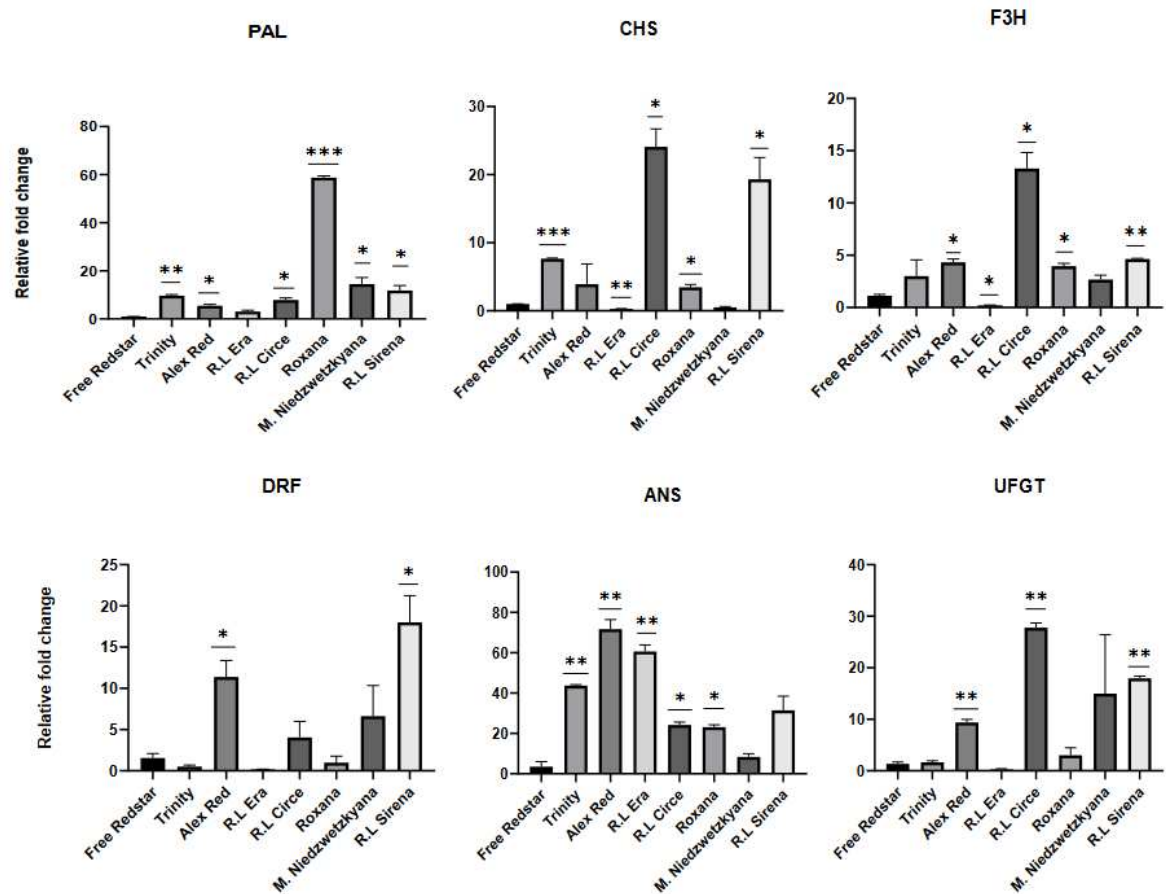 PAL
CHS
F3H
Relative fold change
80
60
40
20
0
**
*
*
***
*
*
Free Redstar
Trinity
Alex Red
R.L Era
R.L Circe
Roxana
M. Niedzwetzkyana
R.L Sirena
30
20
10
0
***
**
*
*
*
Free Redstar
Trinity
Alex Red
R.L Era
R.L Circe
Roxana
M. Niedzwetzkyana
R.L Sirena
20
15
10
5
0
*
*
*
*
**
Free Redstar
Trinity
Alex Red
R.L Era
R.L Circe
Roxana
M. Niedzwetzkyana
R.L Sirena
DRF
ANS
UFGT
Relative fold change
25
20
15
10
5
0
*
*
Free Redstar
Trinity
Alex Red
R.L Era
R.L Circe
Roxana
M. Niedzwetzkyana
R.L Sirena
100
80
60
40
20
0
**
**
**
*
*
Free Redstar
Trinity
Alex Red
R.L Era
R.L Circe
Roxana
M. Niedzwetzkyana
R.L Sirena
40
30
20
10
0
**
**
**
Free Redstar
Trinity
Alex Red
R.L Era
R.L Circe
Roxana
M. Niedzwetzkyana
R.L Sirena